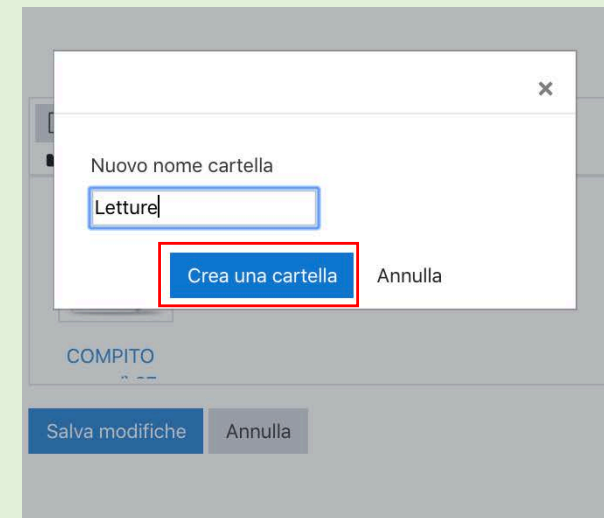 ×
Nuovo nome cartella
Letture
Crea una cartella Annulla
COMPITO
Salva modifiche Annulla